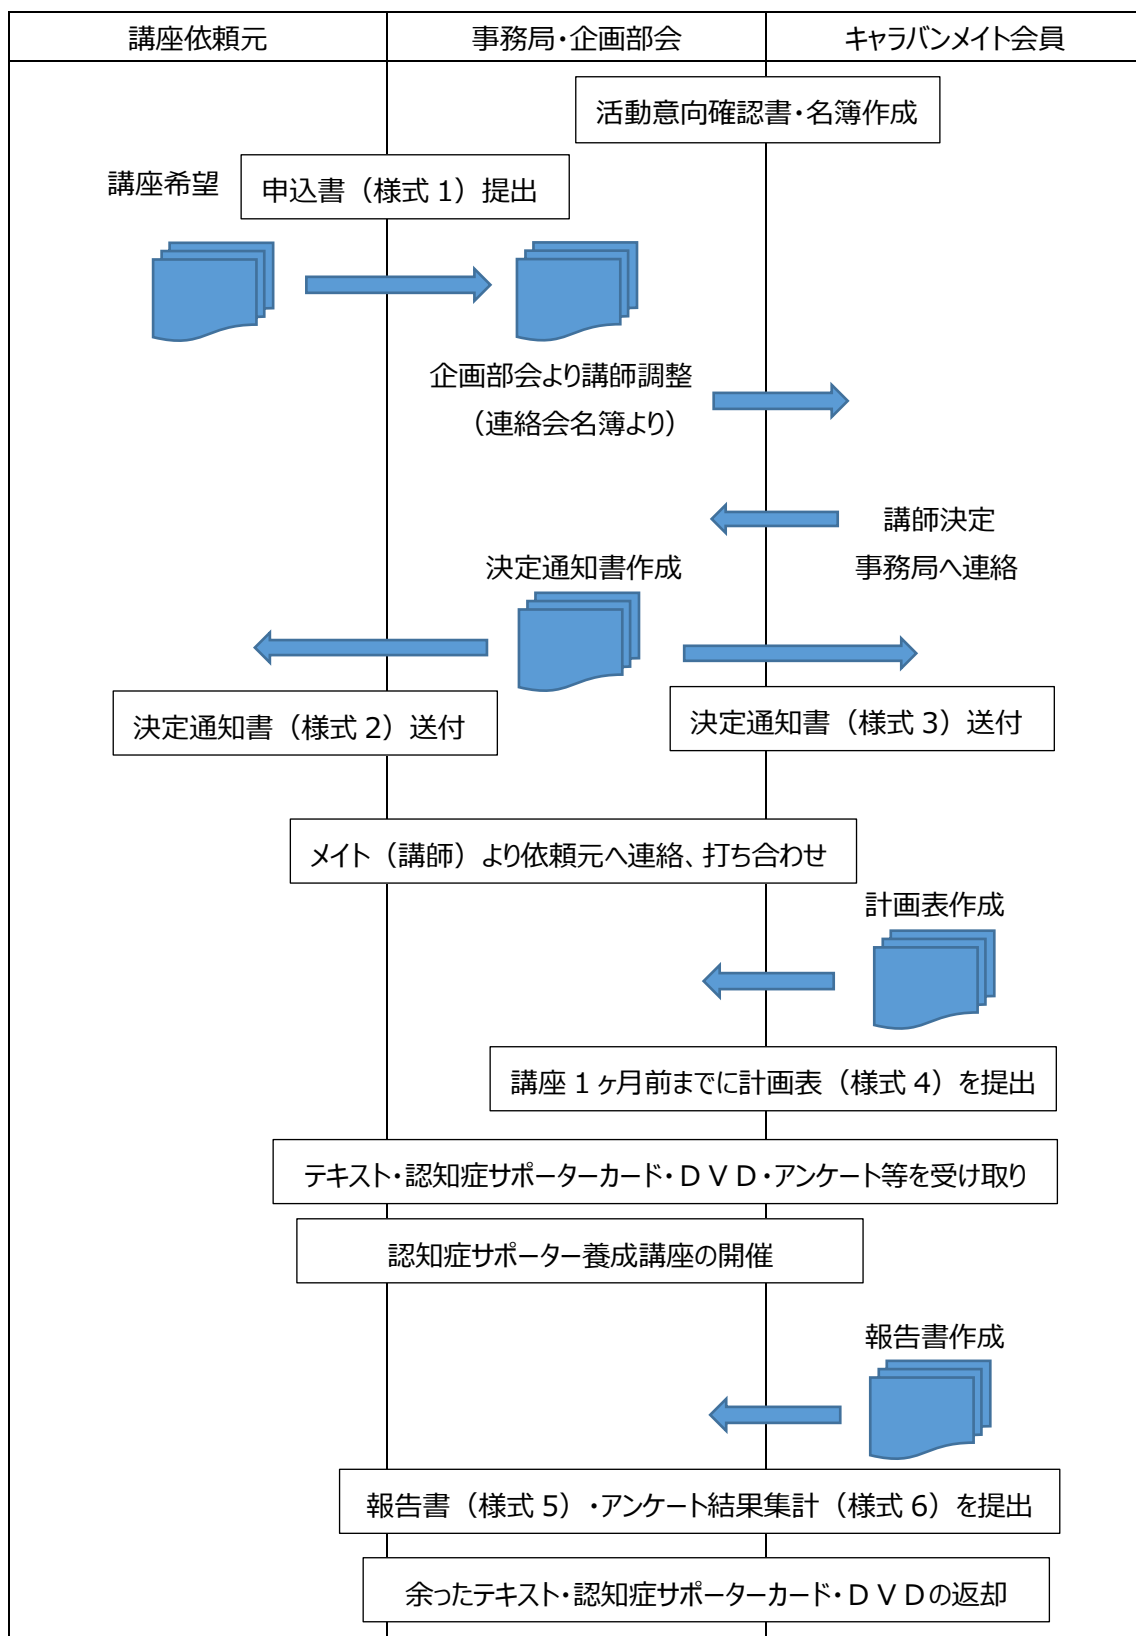 講座依頼元
事務局・企画部会
キャラバンメイト会員
活動意向確認書・名簿作成
講座希望
申込書（様式1）提出
企画部会より講師調整
（連絡会名簿より）
講師決定
事務局へ連絡
決定通知書作成
決定通知書（様式2）送付
決定通知書（様式3）送付
メイト（講師）より依頼元へ連絡、打ち合わせ
計画表作成
講座1ヶ月前までに計画表（様式4）を提出
テキスト・認知症サポーターカード・ＤＶＤ・アンケート等を受け取り
認知症サポーター養成講座の開催
報告書作成
報告書（様式5）・アンケート結果集計（様式6）を提出
余ったテキスト・認知症サポーターカード・ＤＶＤの返却